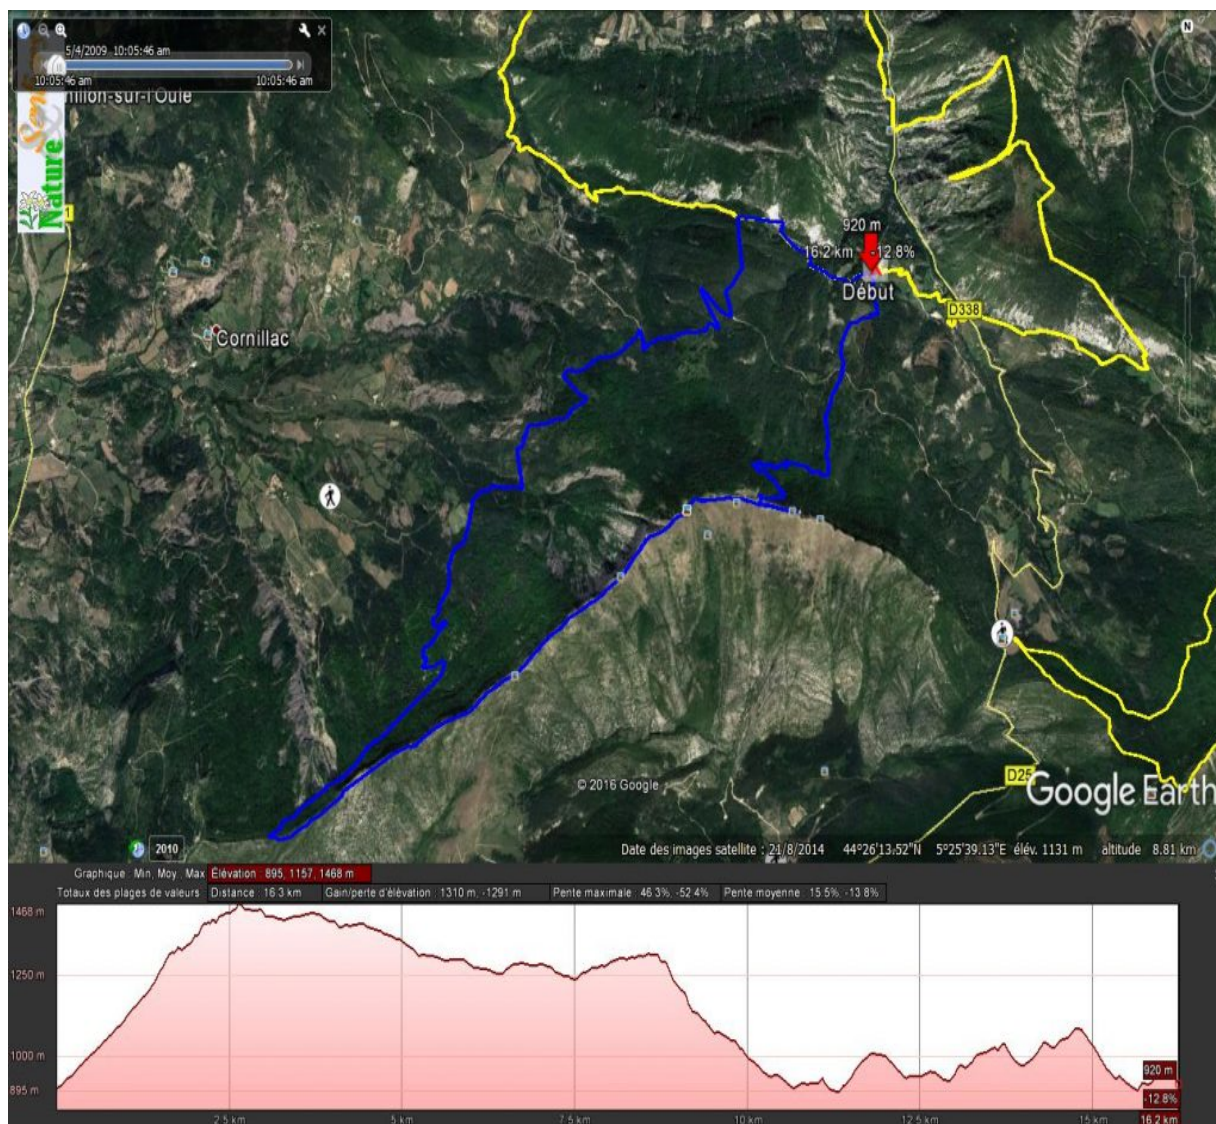 5/4/2009 10:05:46 am
10:05:46 am 10:05:46 am
N
Nature
920 m
16.2 km -12.8%
Début
D338
Cornillac
D25
© 2016 Google
Google Earth
2010
Date des images satellite : 21/8/2014 44°26'13.52"N 5°25'39.13"E élév. 1131 m altitude 8.81 km
Graphique : Min, Moy., Max Élévation : 895, 1157, 1468 m
Totaux des plages de valeurs Distance : 16.3 km Gain/perte d'élévation : 1310 m, -1291 m Pente maximale : 46.3%, -52.4% Pente moyenne : 15.5%, -13.8%
1468 m
1250 m
1000 m
920 m
895 m
-12.8%
2.5 km 5 km 7.5 km 10 km 12.5 km 15 km 16.2 km